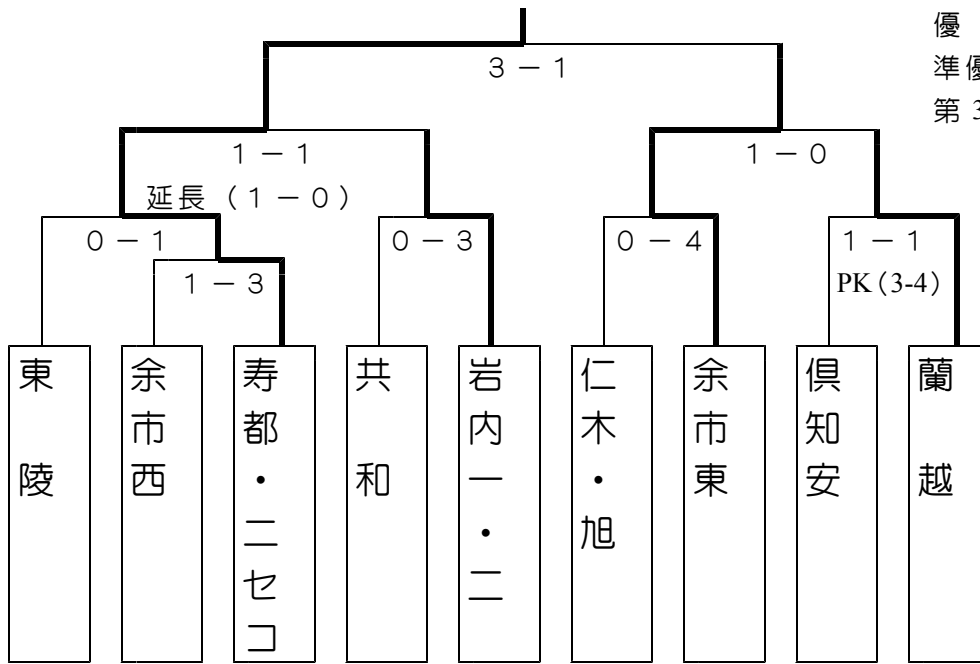 優
準優
第 3
3 － 1
1 － 1
延長（1 － 0）
1 － 0
0 － 1
0 － 3
0 － 4
1 － 1
1 － 3
PK（3-4）
東陵
余市西
寿都・ニセコ
共和
岩内一・二
仁木・旭
余市東
倶知安
蘭越